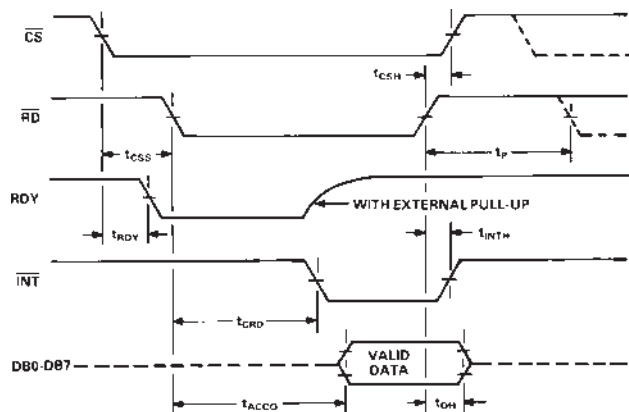 CS
tCSH
RD
tCSS
tP
RDY
WITH EXTERNAL PULL-UP
tRDY
tINTH
INT
tCRD
DB0-DB7
VALID
DATA
tACC0
tDH